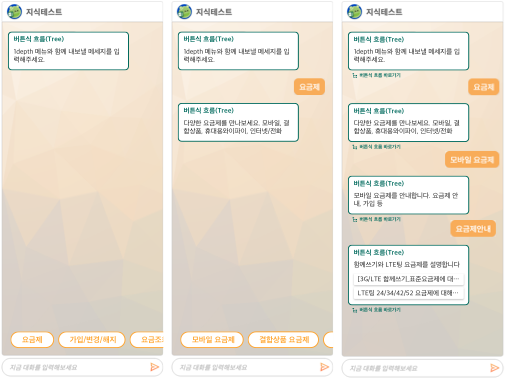 지식테스트
버튼식 흐름(Tree)
1depth 메뉴와 함께 내보낼 메세지를 입
력해주세요.
요금제
가입/변경/해지
요금조
지금 대화를 입력해보세요
지식테스트
버튼식 흐름(Tree)
1depth 메뉴와 함께 내보낼 메세지를 입
력해주세요.
요금제
버튼식 흐름(Tree)
다양한 요금제를 만나보세요. 모바일, 결
합상품, 휴대용와이파이, 인터넷/전화
모바일 요금제
결합상품 요금제
지금 대화를 입력해보세요
지식테스트
버튼식 흐름(Tree)
1depth 메뉴와 함께 내보낼 메세지를 입
력해주세요.
버튼식 흐름 바로가기
요금제
버튼식 흐름(Tree)
다양한 요금제를 만나보세요. 모바일, 결
합상품, 휴대용와이파이, 인터넷/전화
버튼식 흐름 바로가기
모바일 요금제
버튼식 흐름(Tree)
모바일 요금제를 안내합니다. 요금제 안
내, 가입 등
버튼식 흐름 바로가기
요금제안내
버튼식 흐름(Tree)
함께쓰기와 LTE팅 요금제를 설명합니다
[3G/LTE 함께쓰기_표준요금제에 대...
LTE팅 24/34/42/52 요금제에 대해...
버튼식 흐름 바로가기
지금 대화를 입력해보세요